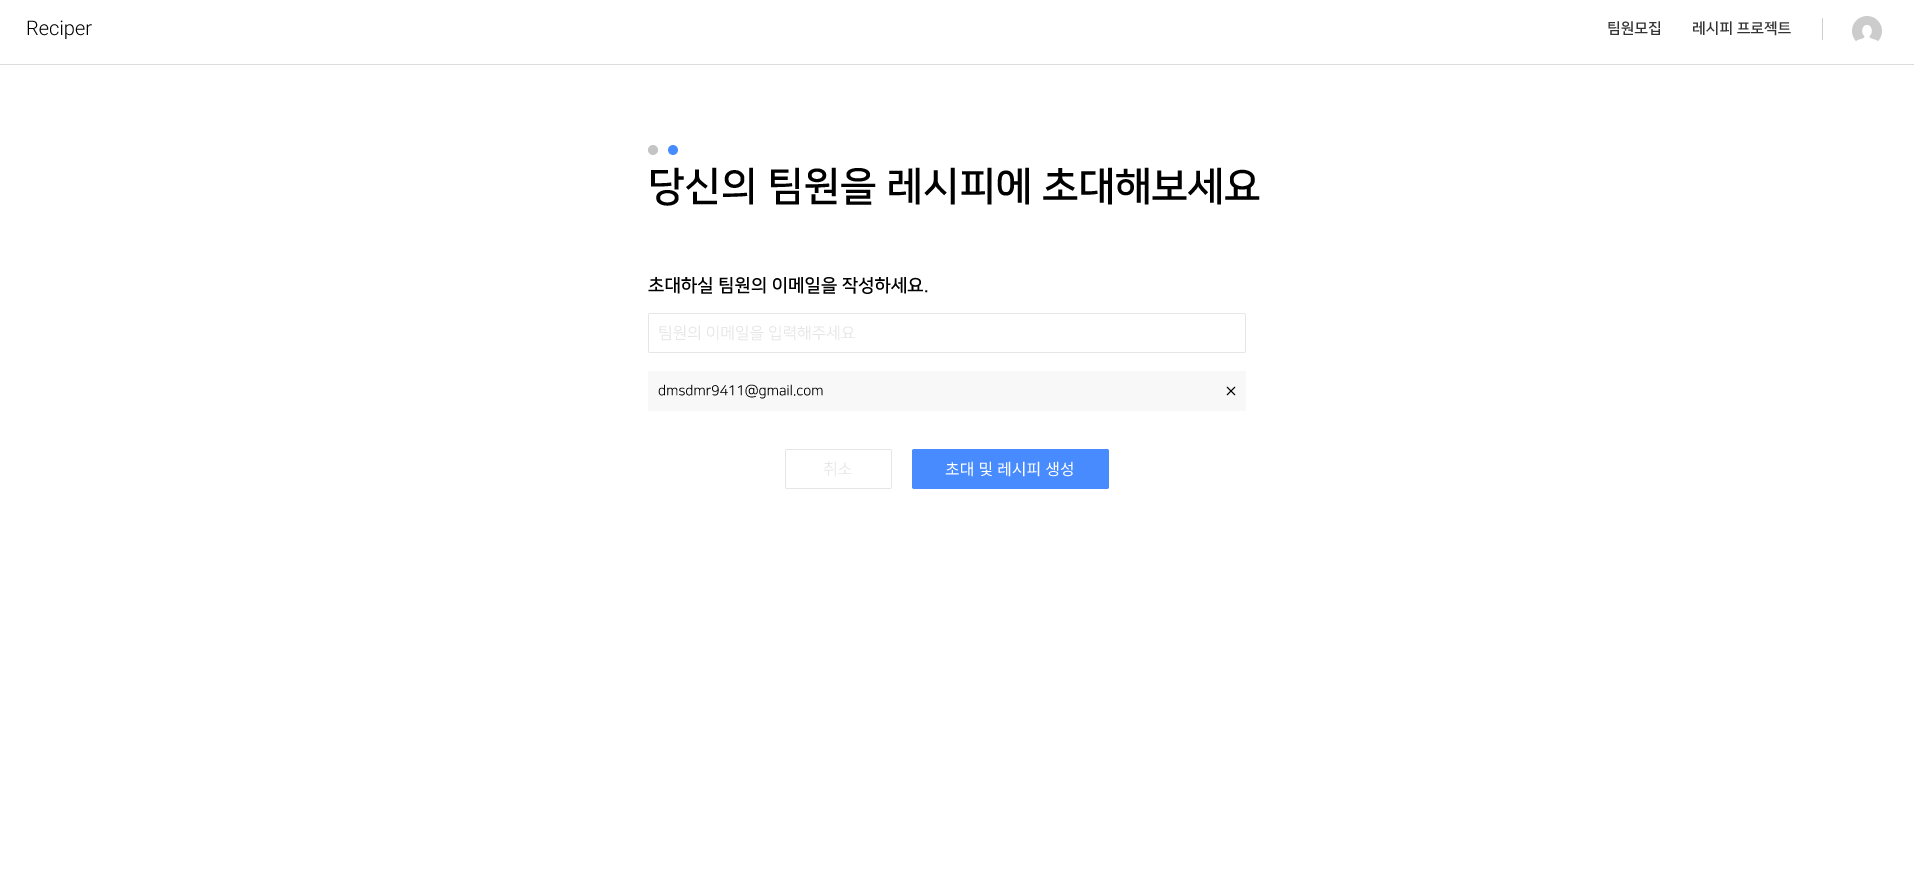 Reciper
팀원모집
레시피 프로젝트
당신의 팀원을 레시피에 초대해보세요
초대하실 팀원의 이메일을 작성하세요.
팀원의 이메일을 입력해주세요
dmsdmr9411@gmail.com
취소
초대 및 레시피 생성